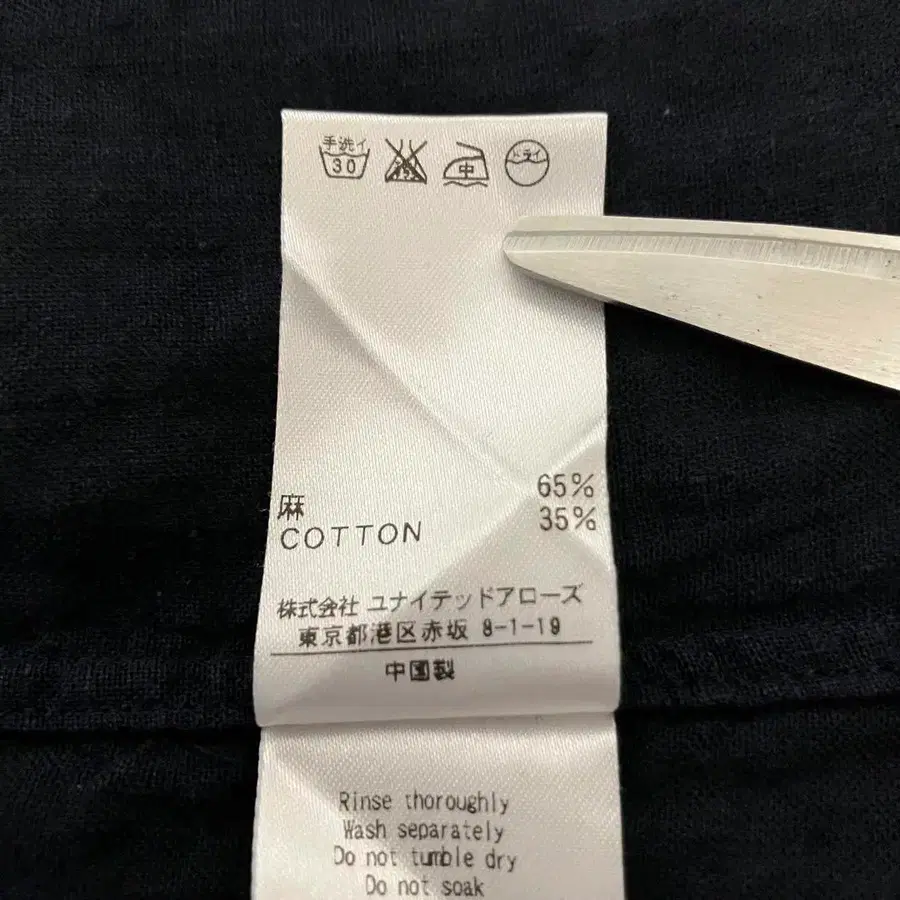 手洗イ
30
中
ドライ
麻 65%
COTTON 35%
株式会社 ユナイテッドアローズ
東京都港区赤坂 8-1-19
中国製
Rinse thoroughly
Wash separately
Do not tumble dry
Do not soak